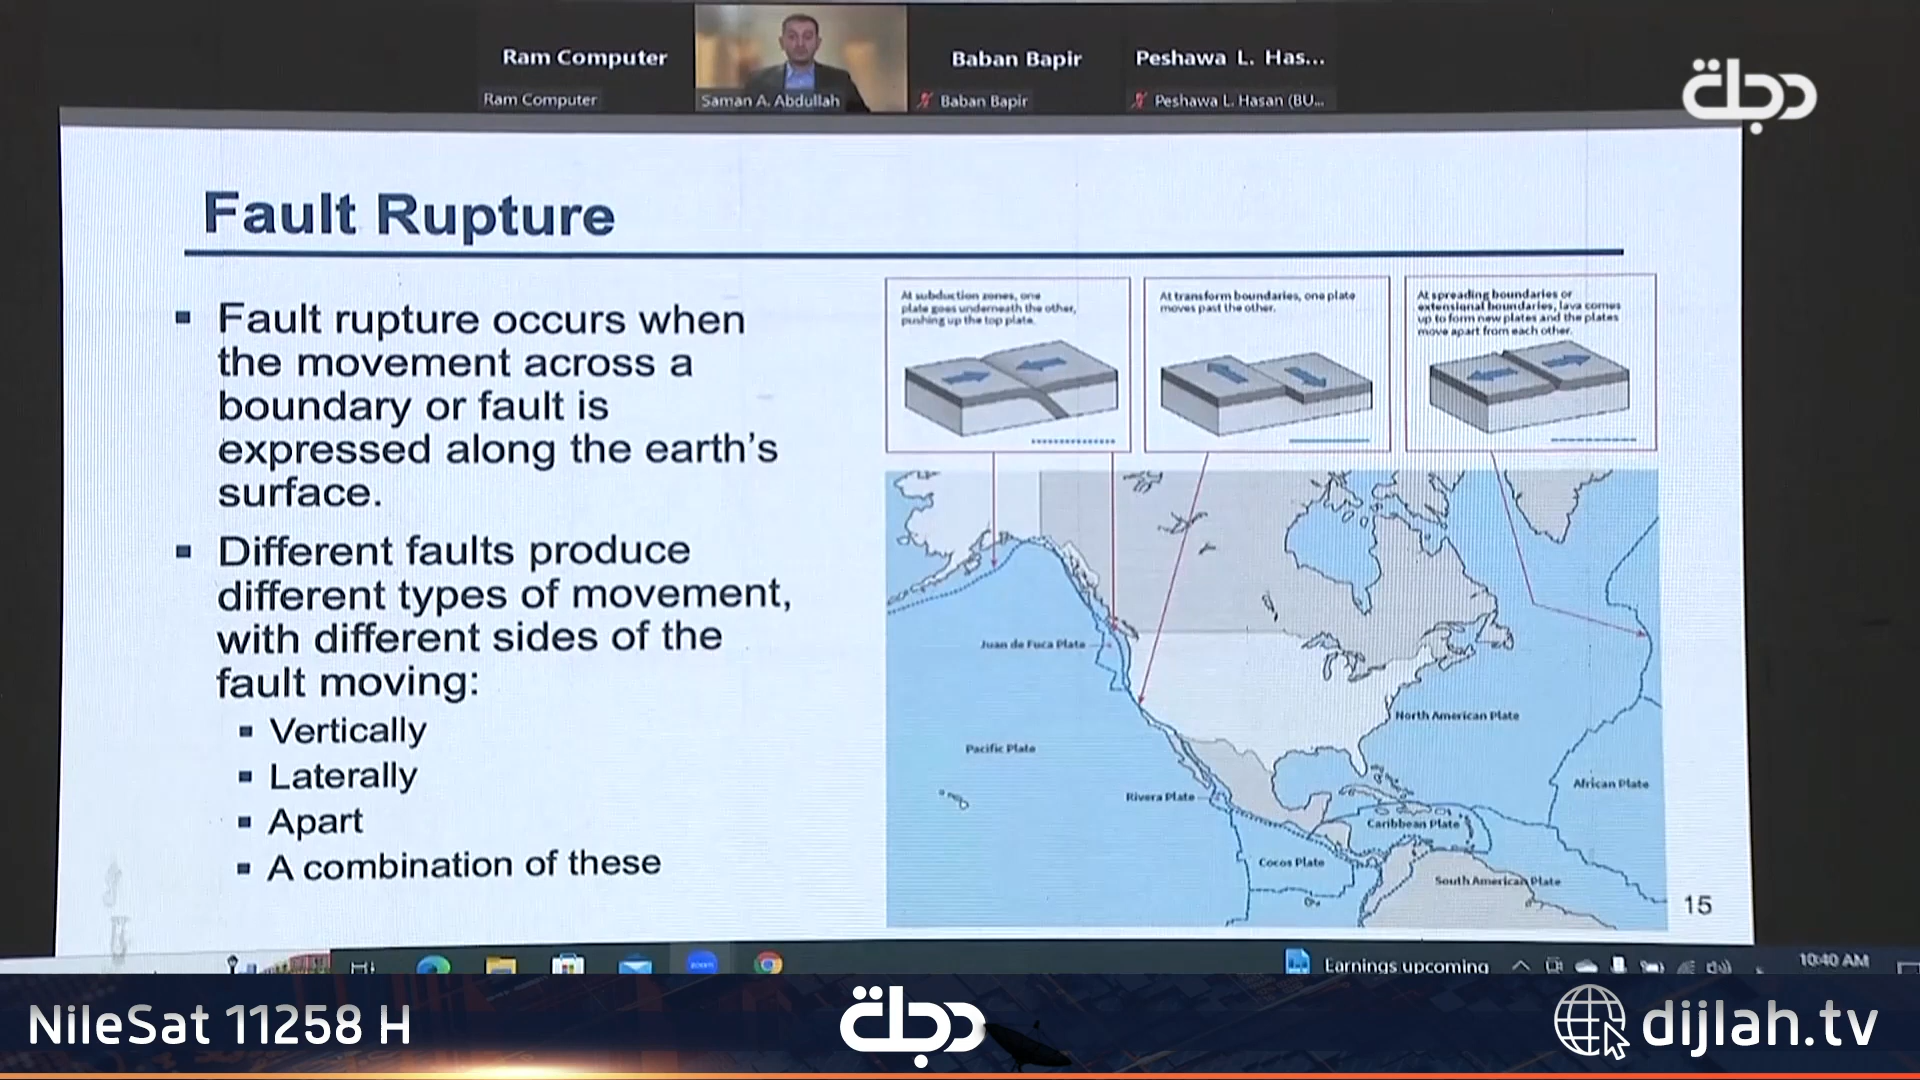 Ram Computer
Baban Bapir
Peshawa L. Has...
Ram Computer
Saman A. Abdullah
Baban Bapir
Peshawa L. Hasan (BU...
دجلة
Fault Rupture
Fault rupture occurs when
the movement across a
boundary or fault is
expressed along the earth's
surface.
Different faults produce
different types of movement,
with different sides of the
fault moving:
Vertically
Laterally
Apart
A combination of these
At subduction zones, one
plate goes underneath the other,
pushing up the top plate.
At transform boundaries, one plate
moves past the other.
At spreading boundaries or
extensional boundaries, lava comes
up to form new plates and the plates
move apart from each other.
Juan de Fuca Plate
North American Plate
Pacific Plate
African Plate
Rivera Plate
Caribbean Plate
Cocos Plate
South American Plate
15
zoom
Earnings upcoming
10:40 AM
NileSat 11258 H
دجلة
dijlah.tv